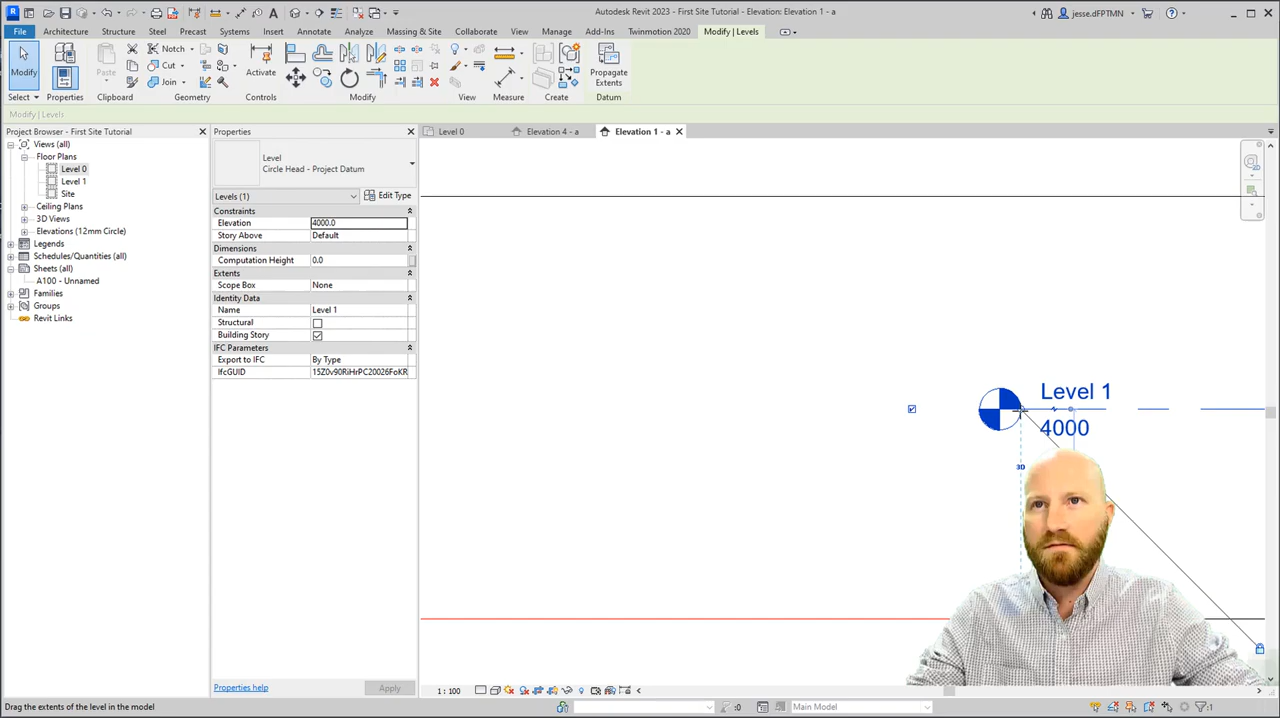 Autodesk Revit 2023 - First Site Tutorial - Elevation: Elevation 1 - a
jesse.dFPTMN
File Architecture Structure Steel Precast Systems Insert Annotate Analyze Massing & Site Collaborate View Manage Add-Ins Twinmotion 2020 Modify | Levels
Modify
Paste
Notch
Cut
Join
Activate
Propagate
Extents
Select Properties Clipboard Geometry Controls Modify View Measure Create Datum
Modify | Levels
Project Browser - First Site Tutorial
Views (all)
Floor Plans
Level 0
Level 1
Site
Ceiling Plans
3D Views
Elevations (12mm Circle)
Legends
Schedules/Quantities (all)
Sheets (all)
A100 - Unnamed
Families
Groups
Revit Links
Properties
Level
Circle Head - Project Datum
Levels (1) Edit Type
Constraints
Elevation 4000.0
Story Above Default
Dimensions
Computation Height 0.0
Extents
Scope Box None
Identity Data
Name Level 1
Structural
Building Story
IFC Parameters
Export to IFC By Type
IfcGUID 15Z0v90RiHrPC20026FoKR
Properties help Apply
Level 0 Elevation 4 - a Elevation 1 - a
Level 1
4000
3D
1 : 100
Drag the extents of the level in the model
:0
Main Model
:1